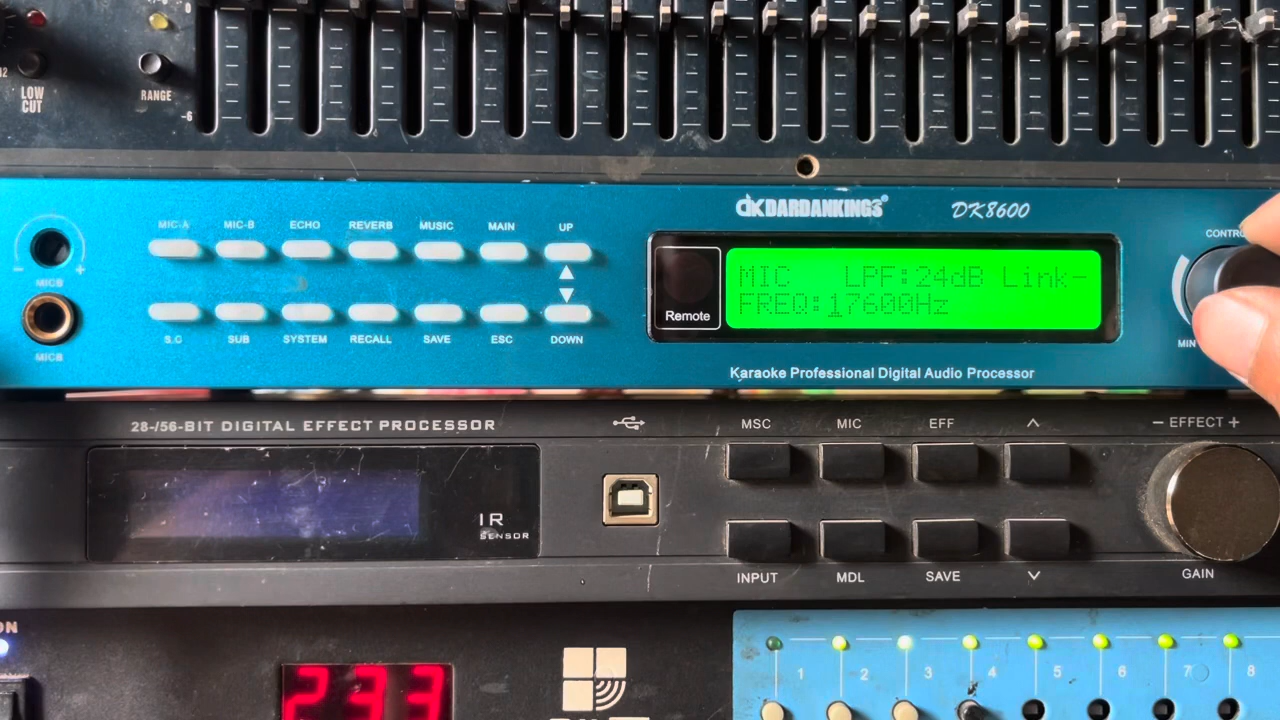 0
LOW
CUT
RANGE
-6
MIC-A MIC-B ECHO REVERB MUSIC MAIN UP
DARDANKINGS®
DK8600
CONTRO
MICB
MIC LPF:24dB Link-
FREQ:17600Hz
Remote
S.C SUB SYSTEM RECALL SAVE ESC DOWN
MIN
MICB
Karaoke Professional Digital Audio Processor
28-/56-BIT DIGITAL EFFECT PROCESSOR
MSC MIC EFF
− EFFECT +
IR
SENSOR
INPUT MDL SAVE
GAIN
ON
233
1 2 3 4 5 6 7 8